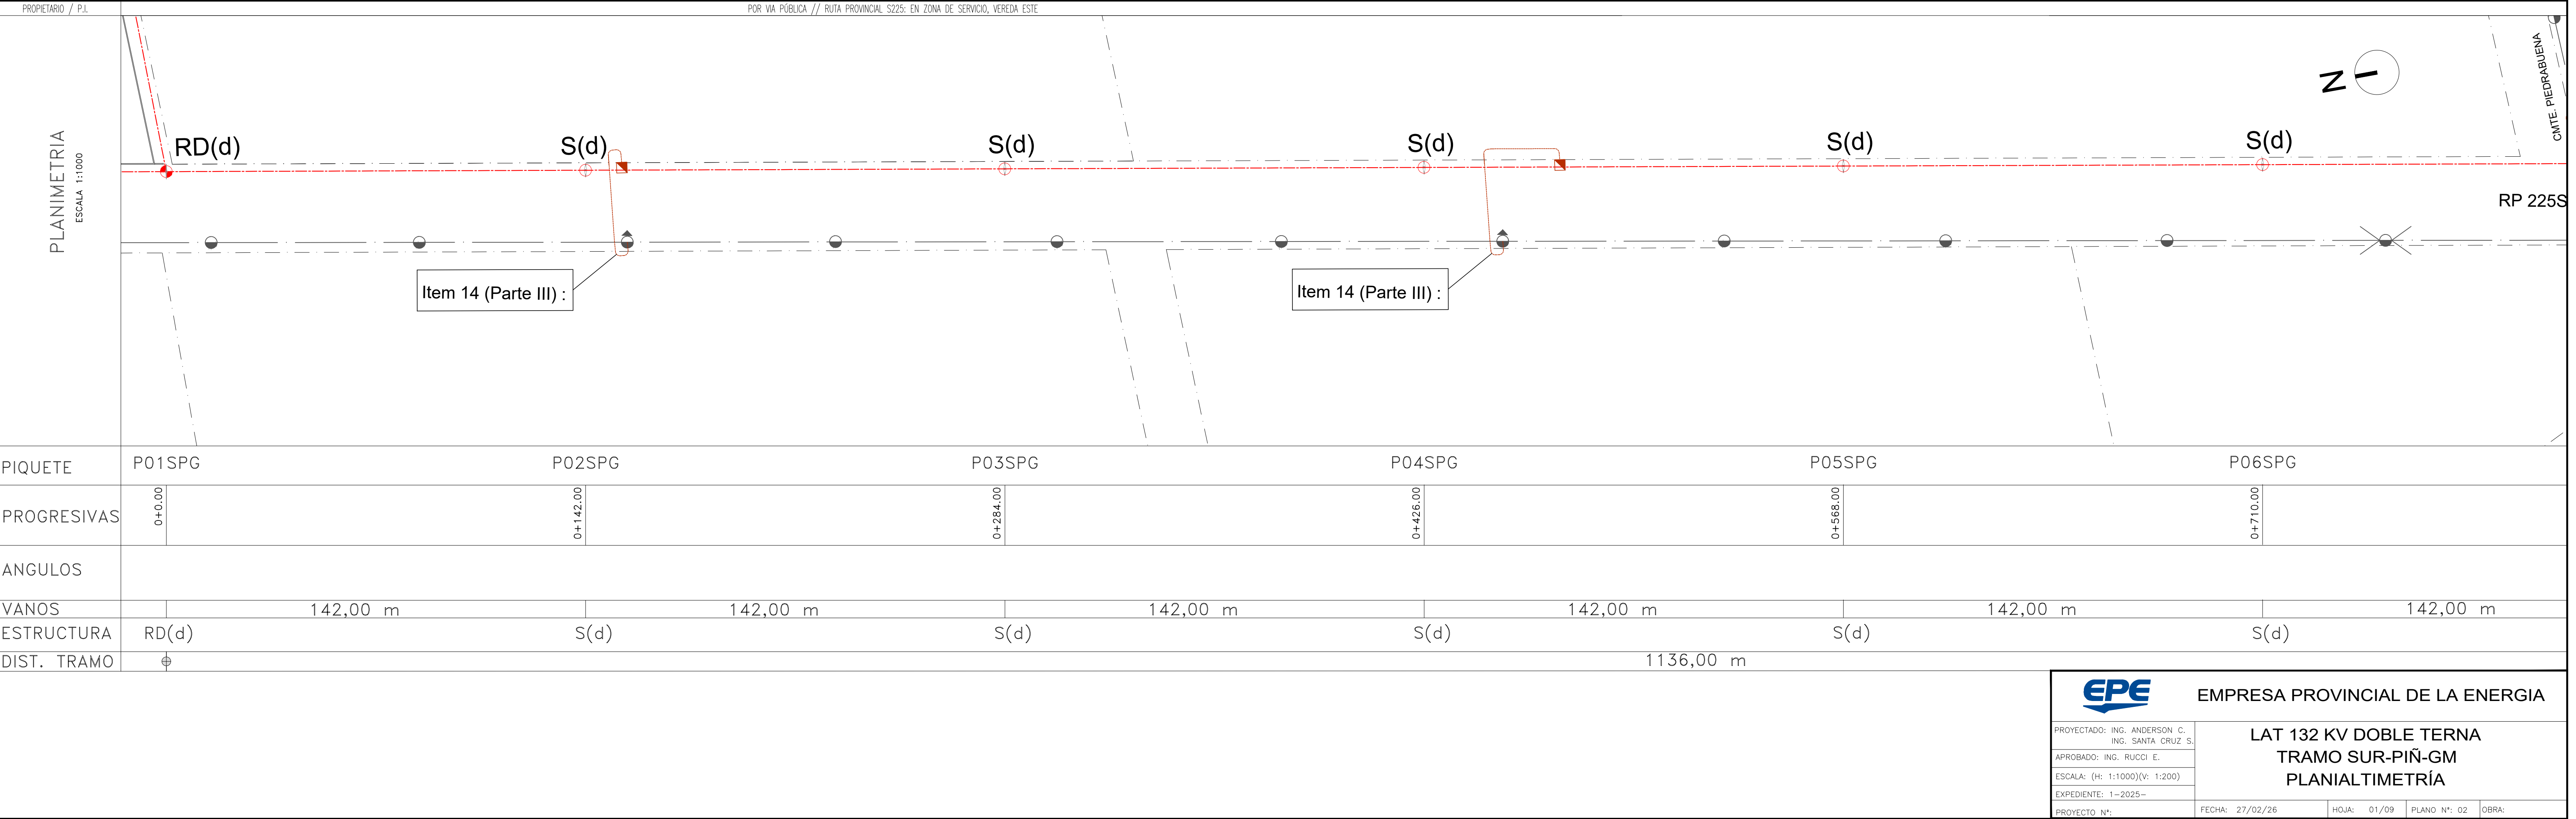 PROPIETARIO / P.I.
POR VIA PÚBLICA // RUTA PROVINCIAL S225: EN ZONA DE SERVICIO, VEREDA ESTE
PLANIMETRIA
ESCALA 1:1000
RD(d)
S(d)
S(d)
S(d)
S(d)
S(d)
N
CMTE. PIEDRABUENA
RP 225S
Item 14 (Parte III) :
Item 14 (Parte III) :
PIQUETE P01SPG P02SPG P03SPG P04SPG P05SPG P06SPG
PROGRESIVAS 0+0.00 0+142.00 0+284.00 0+426.00 0+568.00 0+710.00
ANGULOS
VANOS 142,00 m 142,00 m 142,00 m 142,00 m 142,00 m 142,00 m
ESTRUCTURA RD(d) S(d) S(d) S(d) S(d) S(d)
DIST. TRAMO 1136,00 m
EPE
EMPRESA PROVINCIAL DE LA ENERGIA
PROYECTADO: ING. ANDERSON C.
ING. SANTA CRUZ S.
APROBADO: ING. RUCCI E.
ESCALA: (H: 1:1000)(V: 1:200)
EXPEDIENTE: 1-2025-
PROYECTO N°:
LAT 132 KV DOBLE TERNA
TRAMO SUR-PIÑ-GM
PLANIALTIMETRÍA
FECHA: 27/02/26 HOJA: 01/09 PLANO N°: 02 OBRA: